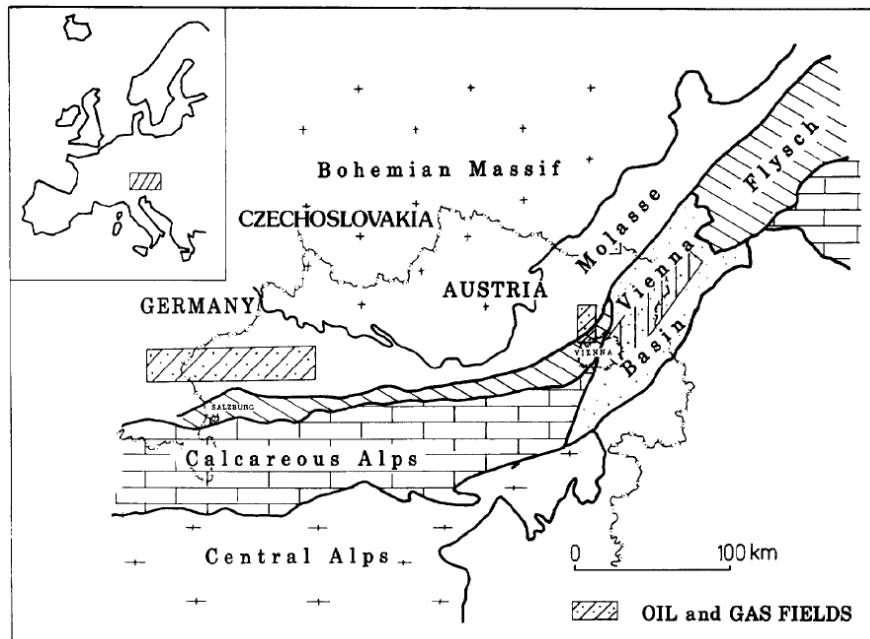 Bohemian Massif
CZECHOSLOVAKIA
GERMANY
AUSTRIA
Molasse
Flysch
Vienna
Basin
VIENNA
SALZBURG
Calcareous Alps
Central Alps
0 100 km
OIL and GAS FIELDS